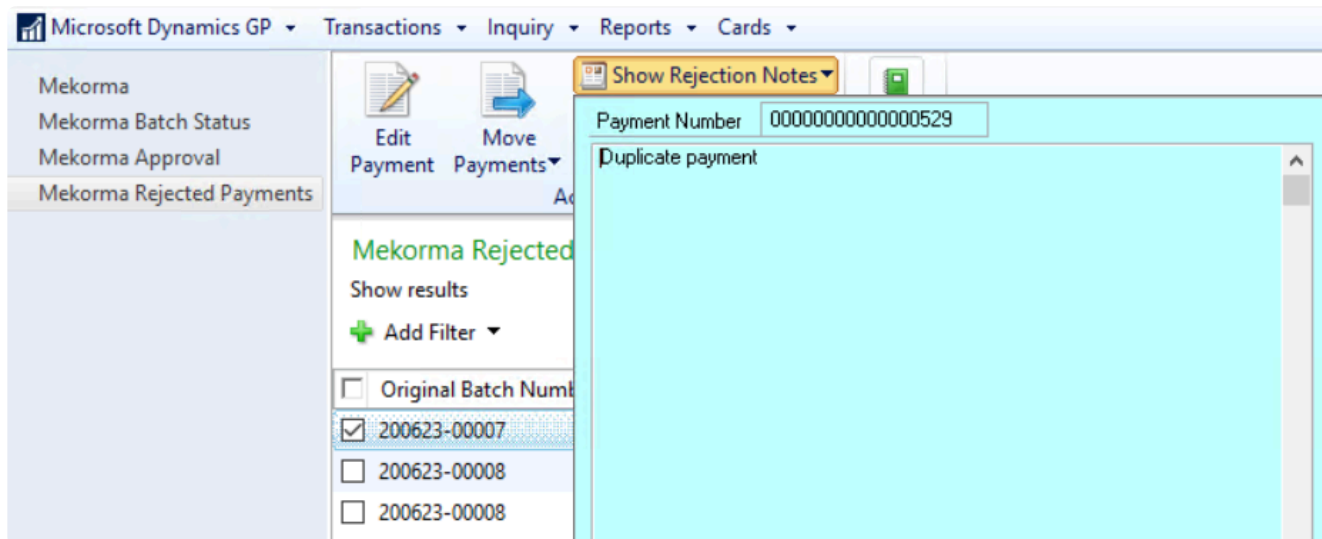 Microsoft Dynamics GP Transactions Inquiry Reports Cards
Mekorma
Mekorma Batch Status
Mekorma Approval
Mekorma Rejected Payments
Edit
Payment
Move
Payments
Show Rejection Notes
Payment Number 00000000000000529
Duplicate payment
Mekorma Rejected
Show results
Add Filter
Original Batch
200623-00007
200623-00008
200623-00008